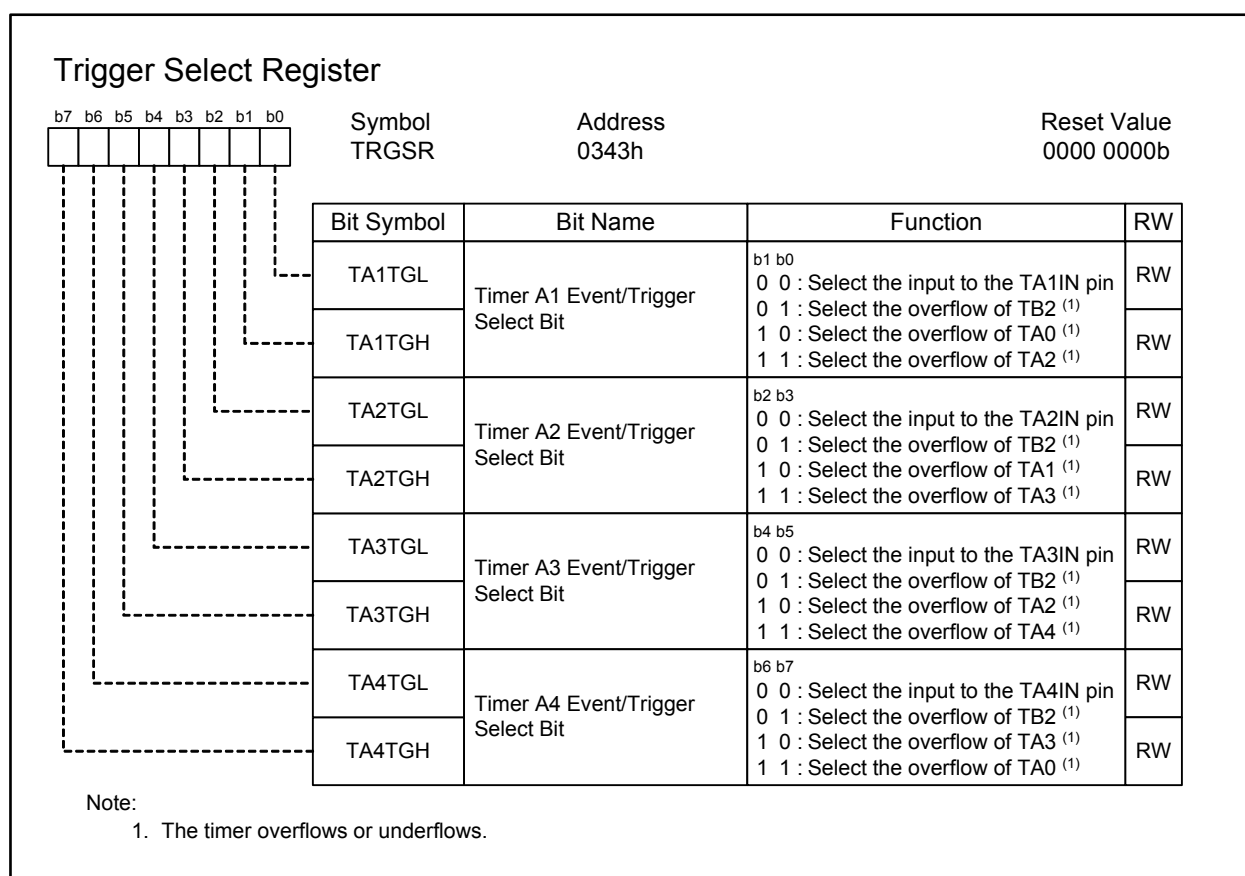 Trigger Select Register
b7 b6 b5 b4 b3 b2 b1 b0
Symbol Address Reset Value
TRGSR 0343h 0000 0000b
Bit Symbol Bit Name Function RW
TA1TGL RW
TA1TGH RW
Timer A1 Event/Trigger
Select Bit
b1 b0
0 0 : Select the input to the TA1IN pin
0 1 : Select the overflow of TB2 (1)
1 0 : Select the overflow of TA0 (1)
1 1 : Select the overflow of TA2 (1)
TA2TGL RW
TA2TGH RW
Timer A2 Event/Trigger
Select Bit
b2 b3
0 0 : Select the input to the TA2IN pin
0 1 : Select the overflow of TB2 (1)
1 0 : Select the overflow of TA1 (1)
1 1 : Select the overflow of TA3 (1)
TA3TGL RW
TA3TGH RW
Timer A3 Event/Trigger
Select Bit
b4 b5
0 0 : Select the input to the TA3IN pin
0 1 : Select the overflow of TB2 (1)
1 0 : Select the overflow of TA2 (1)
1 1 : Select the overflow of TA4 (1)
TA4TGL RW
TA4TGH RW
Timer A4 Event/Trigger
Select Bit
b6 b7
0 0 : Select the input to the TA4IN pin
0 1 : Select the overflow of TB2 (1)
1 0 : Select the overflow of TA3 (1)
1 1 : Select the overflow of TA0 (1)
Note:
1. The timer overflows or underflows.